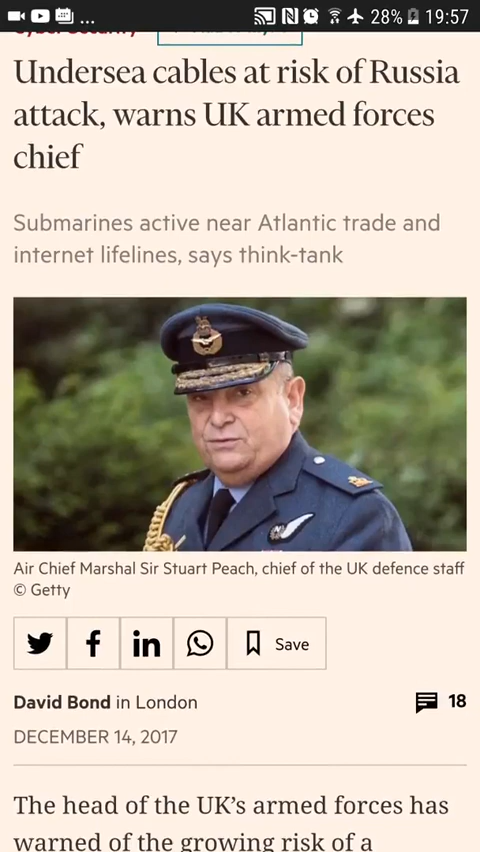 28% 19:57
Undersea cables at risk of Russia
attack, warns UK armed forces
chief
Submarines active near Atlantic trade and
internet lifelines, says think-tank
Air Chief Marshal Sir Stuart Peach, chief of the UK defence staff
© Getty
Save
David Bond in London
18
DECEMBER 14, 2017
The head of the UK’s armed forces has
warned of the growing risk of a